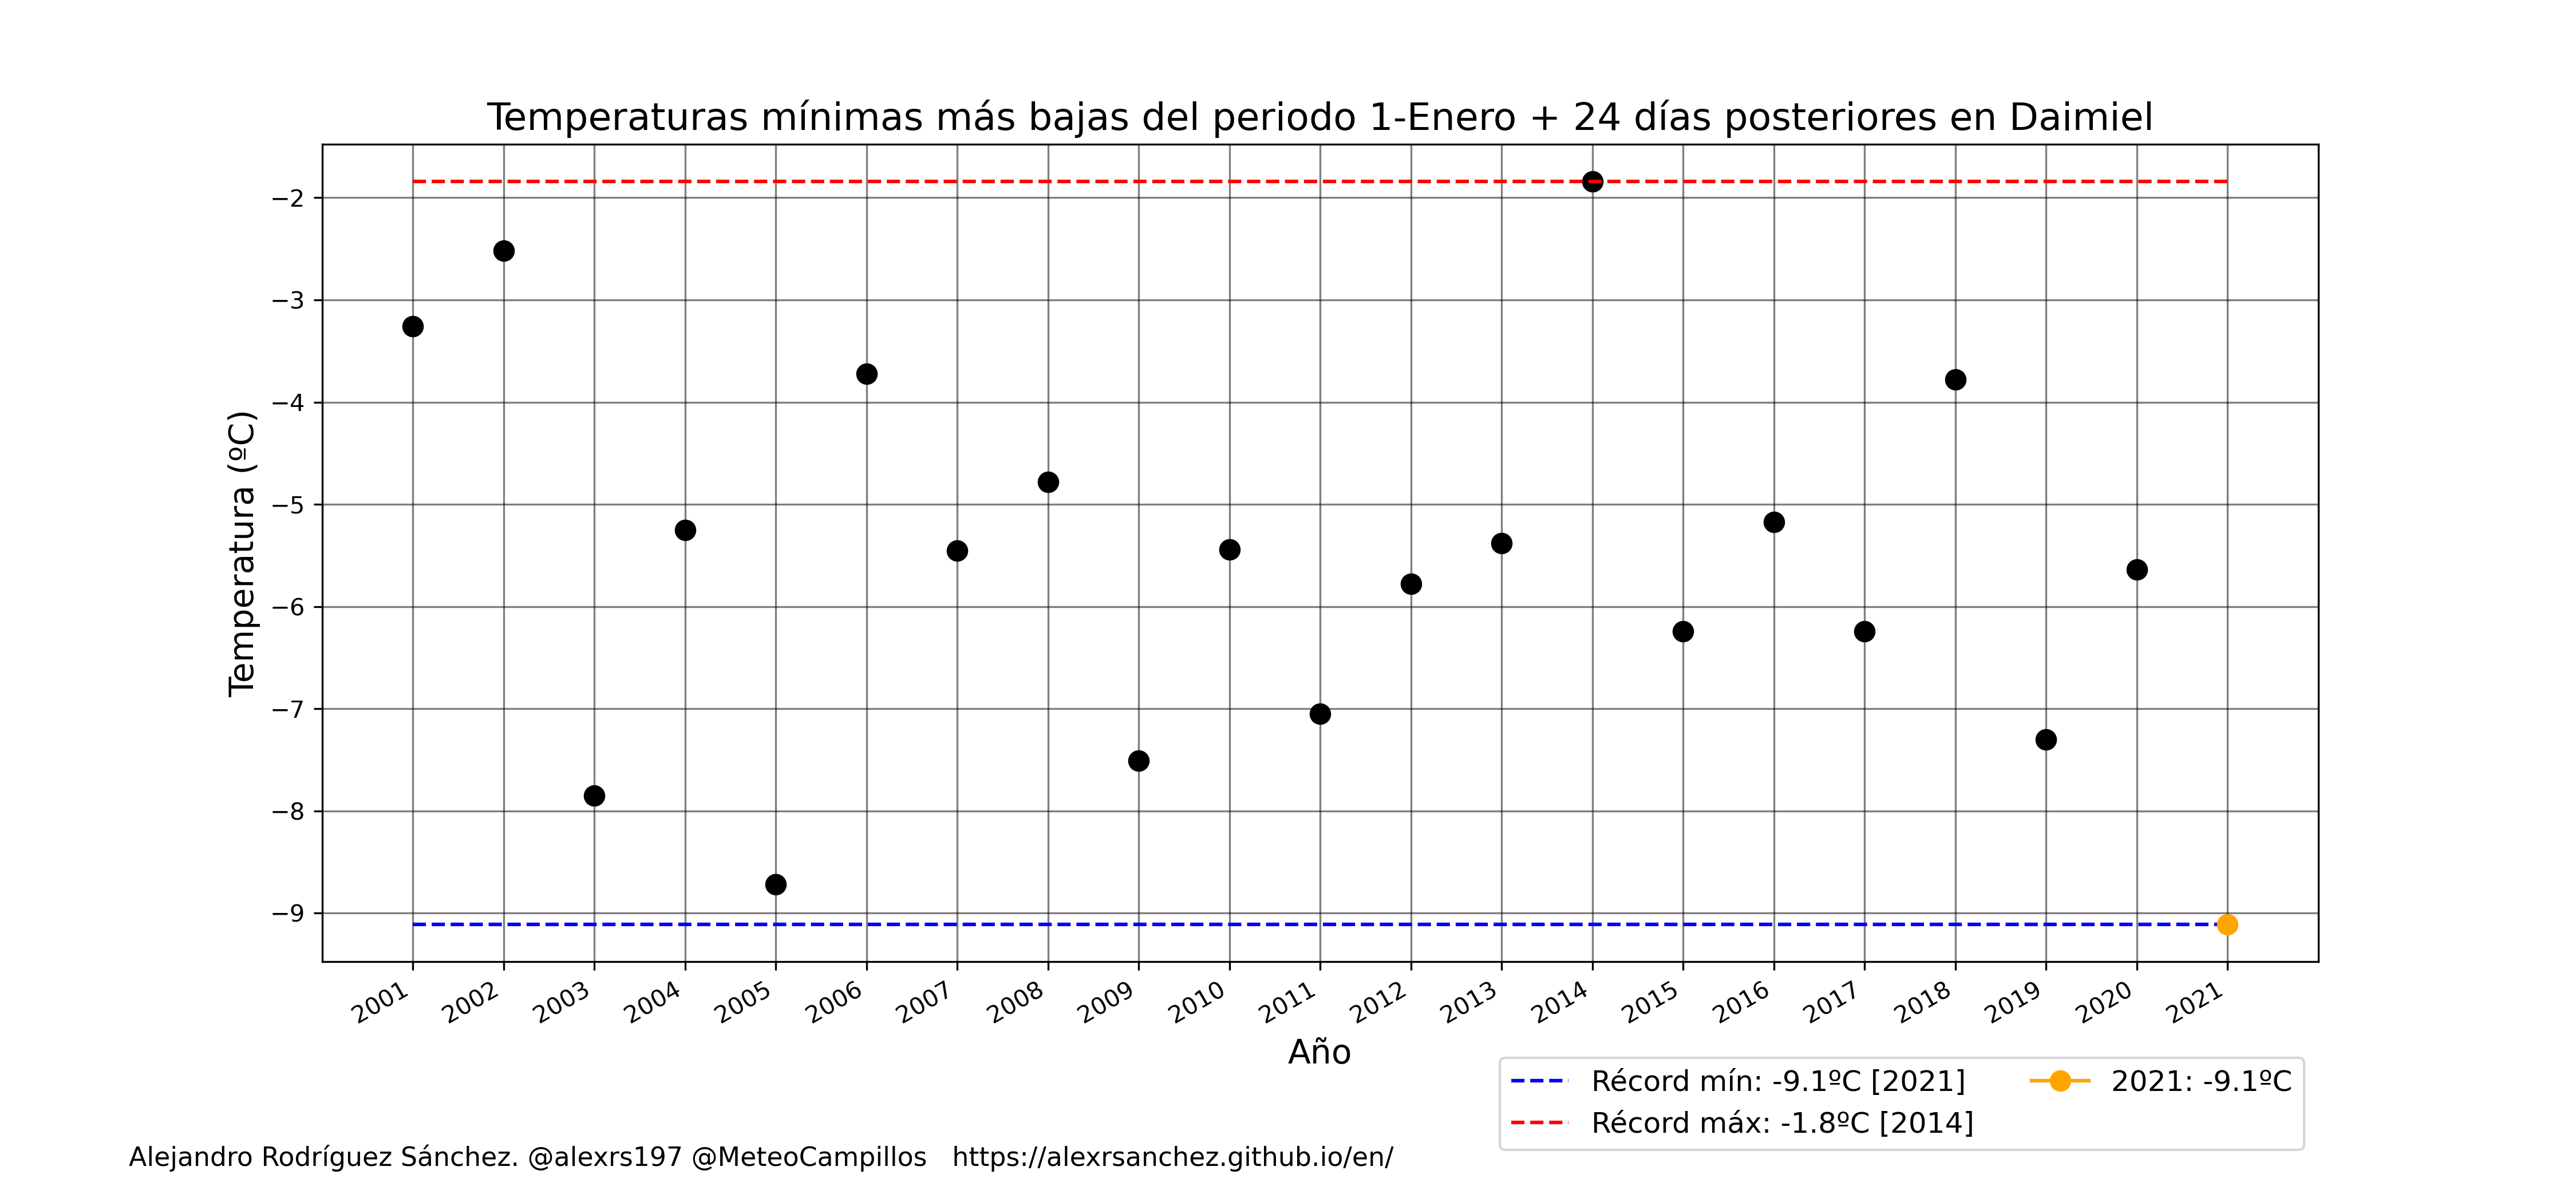 Temperaturas mínimas más bajas del periodo 1-Enero + 24 días posteriores en Daimiel
Temperatura (ºC)
−2
−3
−4
−5
−6
−7
−8
−9
2001 2002 2003 2004 2005 2006 2007 2008 2009 2010 2011 2012 2013 2014 2015 2016 2017 2018 2019 2020 2021
Año
Récord mín: -9.1ºC [2021]
Récord máx: -1.8ºC [2014]
2021: -9.1ºC
Alejandro Rodríguez Sánchez. @alexrs197 @MeteoCampillos https://alexrsanchez.github.io/en/